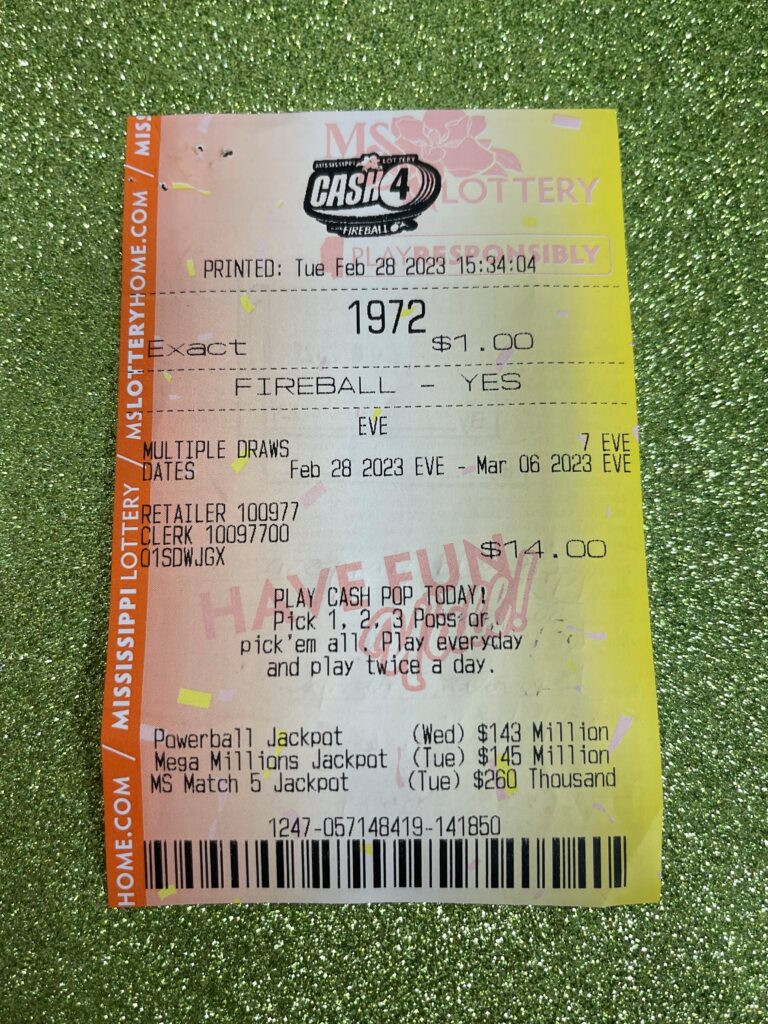 MS LOTTERY
MISSISSIPPI LOTTERY
CASH 4
FIREBALL
PLAY RESPONSIBLY
PRINTED: Tue Feb 28 2023 15:34:04
1972
Exact $1.00
FIREBALL - YES
EVE
MULTIPLE DRAWS 7 EVE
DATES Feb 28 2023 EVE - Mar 06 2023 EVE
RETAILER 100977
CLERK 10097700
01SDWJGX $14.00
HAVE FUN
y'all!
PLAY CASH POP TODAY!
Pick 1, 2, 3 Pops or
pick'em all. Play everyday
and play twice a day.
Powerball Jackpot (Wed) $143 Million
Mega Millions Jackpot (Tue) $145 Million
MS Match 5 Jackpot (Tue) $260 Thousand
1247-057148419-141850
HOME.COM / MISSISSIPPI LOTTERY / MSLOTTERYHOME.COM / MISS